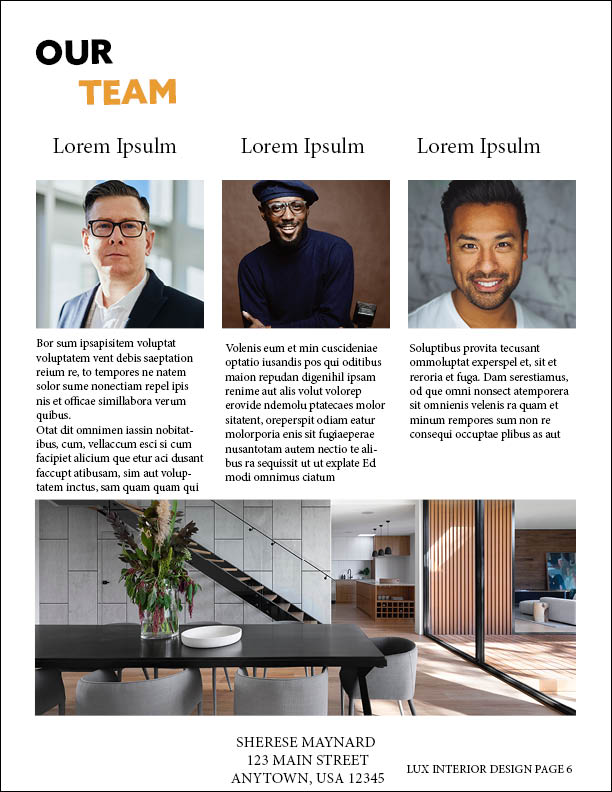 OUR
TEAM
Lorem Ipsulm
Lorem Ipsulm
Lorem Ipsulm
Bor sum ipsapisitem voluptat
voluptatem vent debis saeptation
reium re, to tempores ne natem
solor sume nonectiam repel ipis
nis et officae simillabora verum
quibus.
Otat dit omnimen iassin nobitat-
ibus, cum, vellaccum esci si cum
facipiet alicium que etur aci dusant
faccupt atibusam, sim aut volup-
tatem inctus, sam quam quam qui
Volenis eum et min cuscideniae
optatio iusandis pos qui oditibus
maion repudan digenihil ipsam
renime aut alis volut volorep
erovide ndemolu ptatecaes molor
sitatent, oreperspit odiam eatur
molorporia enis sit fugiaeperae
nusantotam autem nectio te ali-
bus ra sequissit ut ut explate Ed
modi omnimus ciatum
Soluptibus provita tecusant
ommoluptat experspel et, sit et
reroria et fuga. Dam serestiamus,
od que omni nonsect atemporera
sit omnienis velenis ra quam et
minum rempores sum non re
consequi occuptae plibus as aut
SHERESE MAYNARD
123 MAIN STREET
ANYTOWN, USA 12345
LUX INTERIOR DESIGN PAGE 6